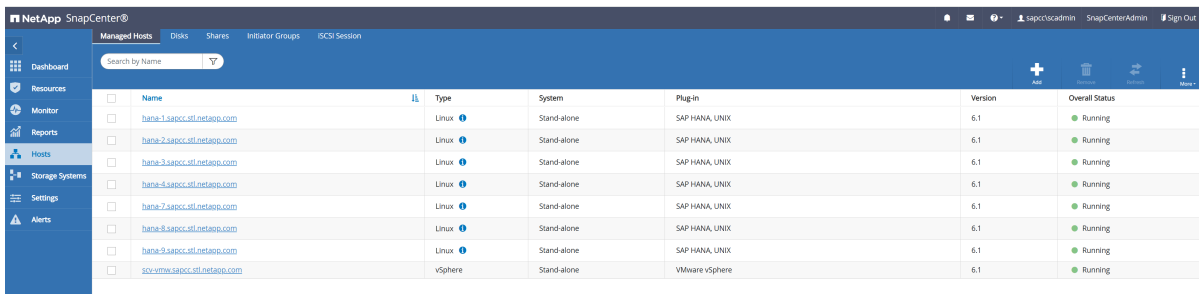 NetApp SnapCenter®
sapcc\scadmin SnapCenterAdmin Sign Out
Managed Hosts Disks Shares Initiator Groups iSCSI Session
Search by Name
Dashboard
Resources
Monitor
Reports
Hosts
Storage Systems
Settings
Alerts
Add Remove Refresh More
Name Type System Plug-in Version Overall Status
hana-1.sapcc.stl.netapp.com Linux Stand-alone SAP HANA, UNIX 6.1 Running
hana-2.sapcc.stl.netapp.com Linux Stand-alone SAP HANA, UNIX 6.1 Running
hana-3.sapcc.stl.netapp.com Linux Stand-alone SAP HANA, UNIX 6.1 Running
hana-4.sapcc.stl.netapp.com Linux Stand-alone SAP HANA, UNIX 6.1 Running
hana-7.sapcc.stl.netapp.com Linux Stand-alone SAP HANA, UNIX 6.1 Running
hana-8.sapcc.stl.netapp.com Linux Stand-alone SAP HANA, UNIX 6.1 Running
hana-9.sapcc.stl.netapp.com Linux Stand-alone SAP HANA, UNIX 6.1 Running
scv-vmw.sapcc.stl.netapp.com vSphere Stand-alone VMware vSphere 6.1 Running